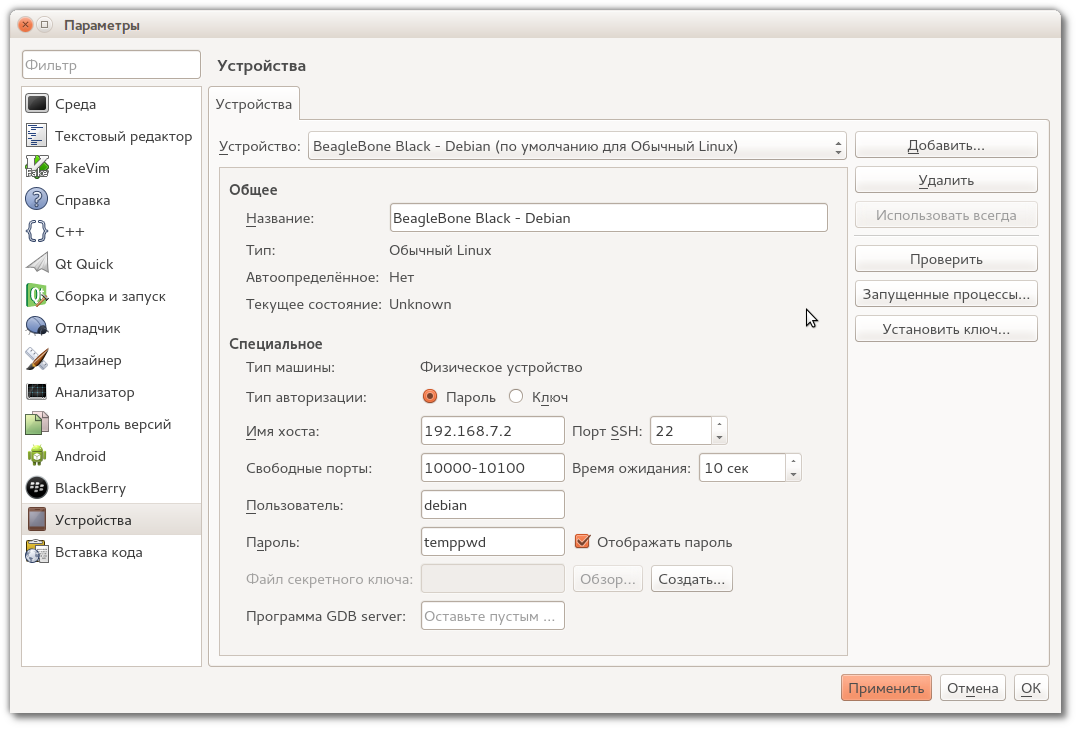 Параметры
Фильтр
Среда
Текстовый редактор
FakeVim
Справка
C++
Qt Quick
Сборка и запуск
Отладчик
Дизайнер
Анализатор
Контроль версий
Android
BlackBerry
Устройства
Вставка кода
Устройства
Устройства
Устройство: BeagleBone Black - Debian (по умолчанию для Обычный Linux)
Общее
Название: BeagleBone Black - Debian
Тип: Обычный Linux
Автоопределённое: Нет
Текущее состояние: Unknown
Специальное
Тип машины: Физическое устройство
Тип авторизации: Пароль Ключ
Имя хоста: 192.168.7.2 Порт SSH: 22
Свободные порты: 10000-10100 Время ожидания: 10 сек
Пользователь: debian
Пароль: temppwd Отображать пароль
Файл секретного ключа: Обзор... Создать...
Программа GDB server: Оставьте пустым ...
Добавить...
Удалить
Использовать всегда
Проверить
Запущенные процессы...
Установить ключ...
Применить Отмена OK